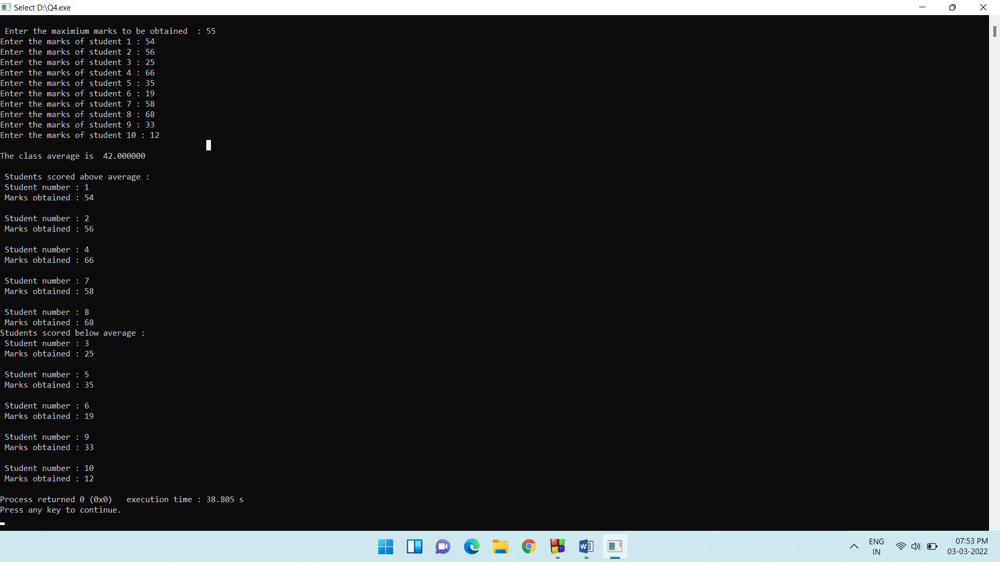 Select D:\Q4.exe
Enter the maximium marks to be obtained  : 55
Enter the marks of student 1 : 54
Enter the marks of student 2 : 56
Enter the marks of student 3 : 25
Enter the marks of student 4 : 66
Enter the marks of student 5 : 35
Enter the marks of student 6 : 19
Enter the marks of student 7 : 58
Enter the marks of student 8 : 68
Enter the marks of student 9 : 33
Enter the marks of student 10 : 12
The class average is  42.000000
Students scored above average :
Student number : 1
Marks obtained : 54
Student number : 2
Marks obtained : 56
Student number : 4
Marks obtained : 66
Student number : 7
Marks obtained : 58
Student number : 8
Marks obtained : 68
Students scored below average :
Student number : 3
Marks obtained : 25
Student number : 5
Marks obtained : 35
Student number : 6
Marks obtained : 19
Student number : 9
Marks obtained : 33
Student number : 10
Marks obtained : 12
Process returned 0 (0x0)   execution time : 38.805 s
Press any key to continue.
W
ENG
IN
07:53 PM
03-03-2022